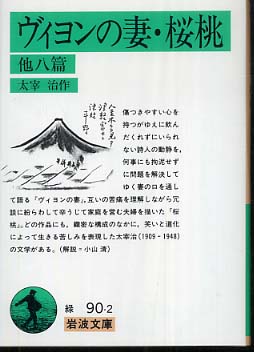 ヴィヨンの妻・桜桃
他八篇
太宰 治作
傷つきやすい心を
持つがゆえに飲ん
だくれずにいられ
ない詩人の動静を,
何事にも拘泥せず
に問題を解決して
ゆく妻の口を通し
て語る「ヴィヨンの妻」, 互いの苦痛を理解しながら冗
談に紛らわして辛うじて家庭を営む夫婦を描いた「桜
桃」. どの作品にも, 緻密な構成のなかに, 笑いと道化
によって生きる苦しみを表現した太宰治(1909-1948)
の文学がある. (解説=小山 清)
緑 90-2
岩波文庫